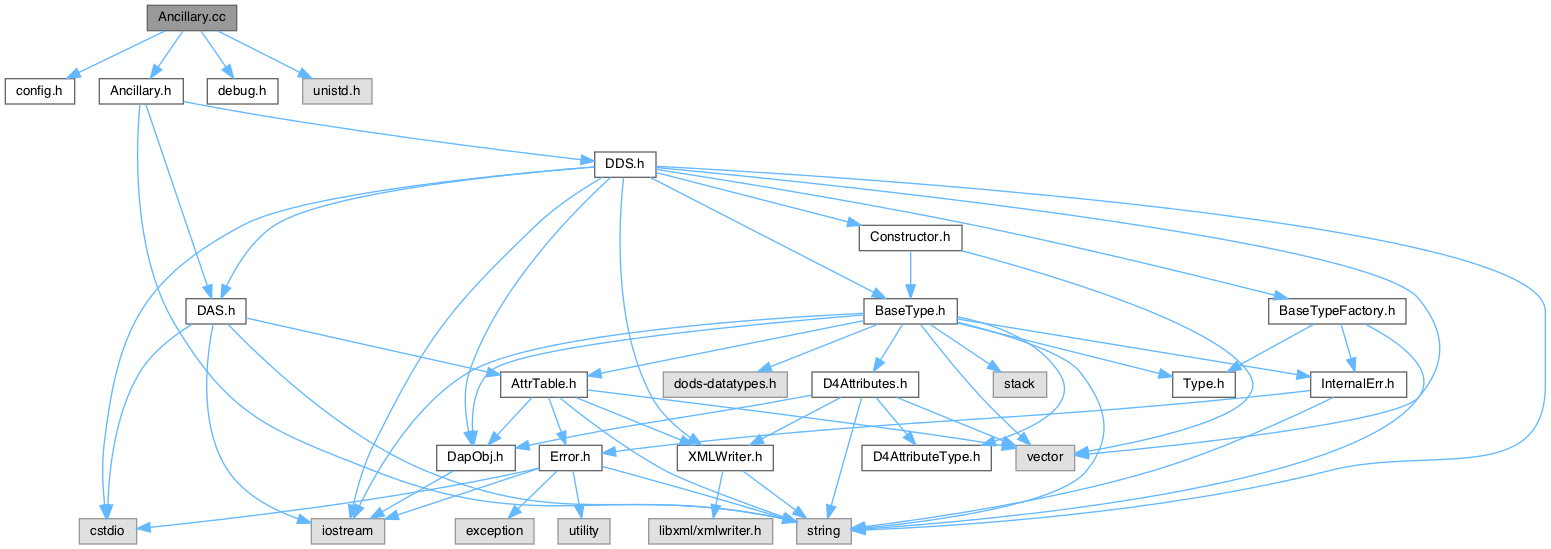 Ancillary.cc
config.h
Ancillary.h
debug.h
unistd.h
DDS.h
Constructor.h
DAS.h
BaseType.h
BaseTypeFactory.h
AttrTable.h
dods-datatypes.h
D4Attributes.h
stack
Type.h
InternalErr.h
DapObj.h
Error.h
XMLWriter.h
D4AttributeType.h
vector
cstdio
iostream
exception
utility
libxml/xmlwriter.h
string